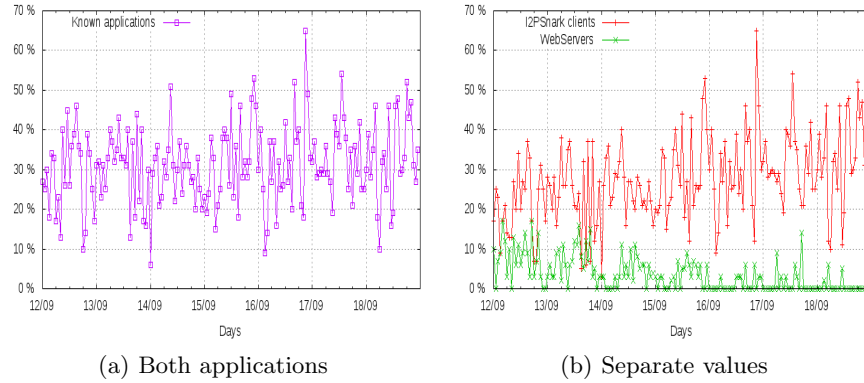 70 %
60 %
50 %
40 %
30 %
20 %
10 %
0 %
Known applications
12/09 13/09 14/09 15/09 16/09 17/09 18/09
Days
(a) Both applications
70 %
60 %
50 %
40 %
30 %
20 %
10 %
0 %
I2PSnark clients
WebServers
12/09 13/09 14/09 15/09 16/09 17/09 18/09
Days
(b) Separate values